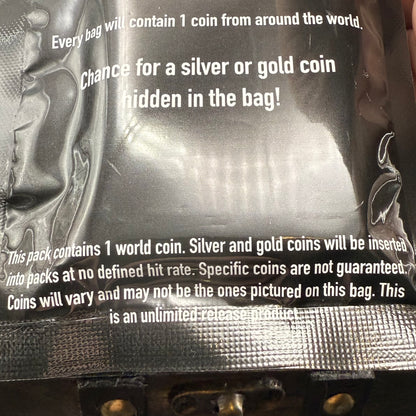 Every bag will contain 1 coin from around the world.
Chance for a silver or gold coin
hidden in the bag!
This pack contains 1 world coin. Silver and gold coins will be inserted
into packs at no defined hit rate. Specific coins are not guaranteed.
Coins will vary and may not be the ones pictured on this bag. This
is an unlimited release product.